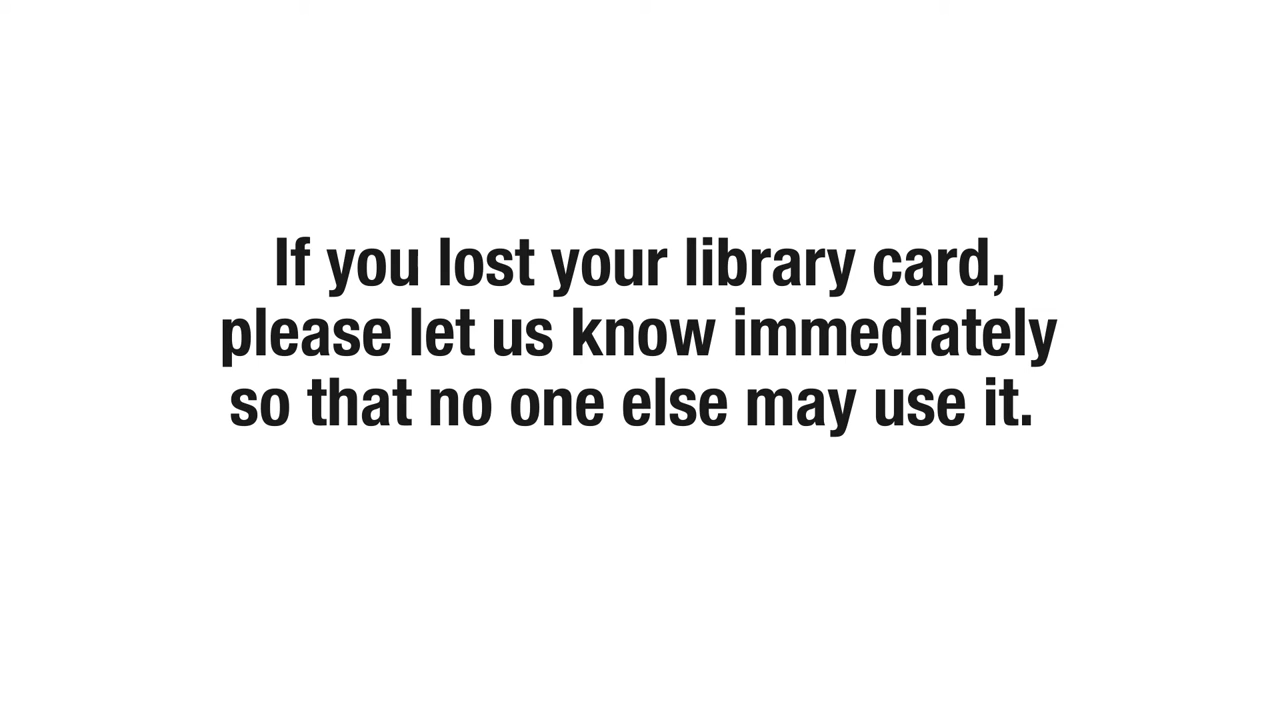 If you lost your library card,
please let us know immediately
so that no one else may use it.